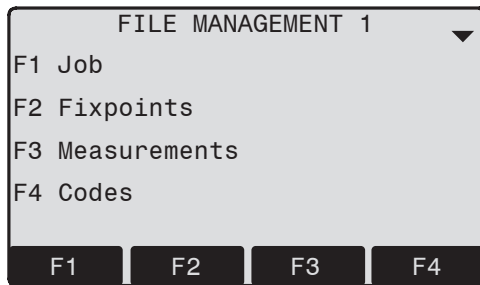 FILE MANAGEMENT 1
F1 Job
F2 Fixpoints
F3 Measurements
F4 Codes
F1 F2 F3 F4